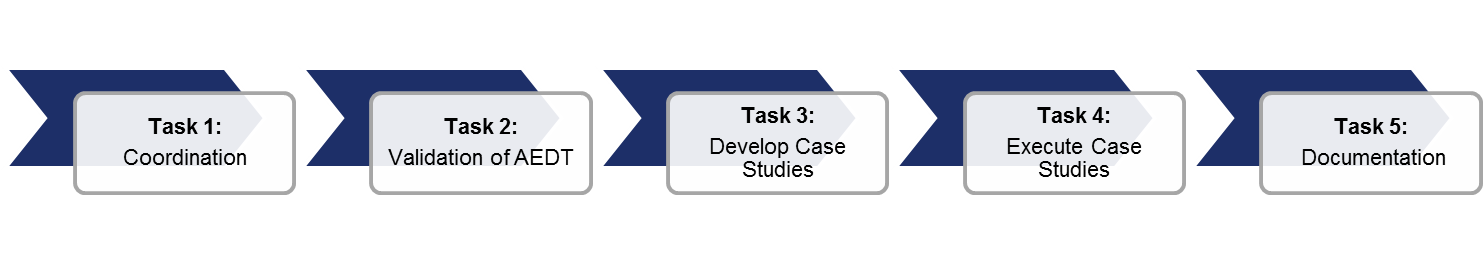 Task 1:
Coordination
Task 2:
Validation of AEDT
Task 3:
Develop Case
Studies
Task 4:
Execute Case
Studies
Task 5:
Documentation